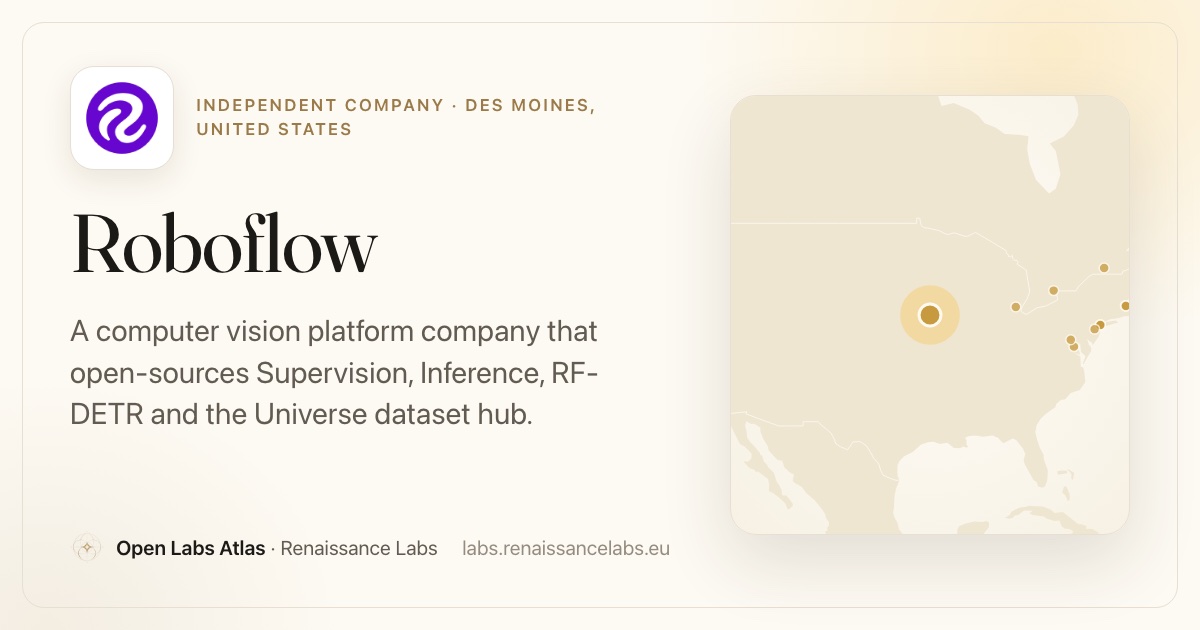 INDEPENDENT COMPANY · DES MOINES,
UNITED STATES
Roboflow
A computer vision platform company that
open-sources Supervision, Inference, RF-
DETR and the Universe dataset hub.
Open Labs Atlas · Renaissance Labs labs.renaissancelabs.eu